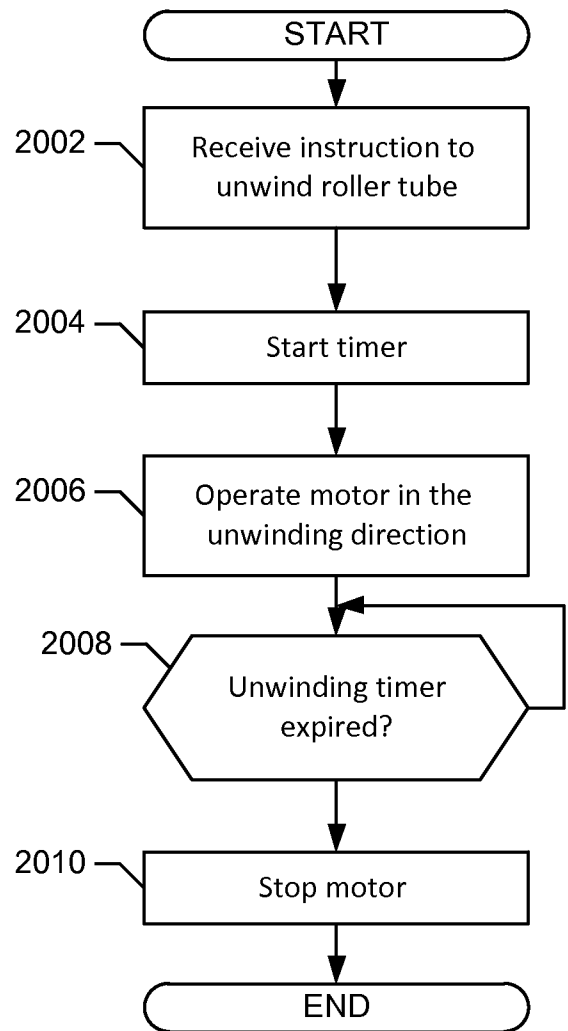 START
2002
Receive instruction to
unwind roller tube
2004
Start timer
2006
Operate motor in the
unwinding direction
2008
Unwinding timer
expired?
2010
Stop motor
END